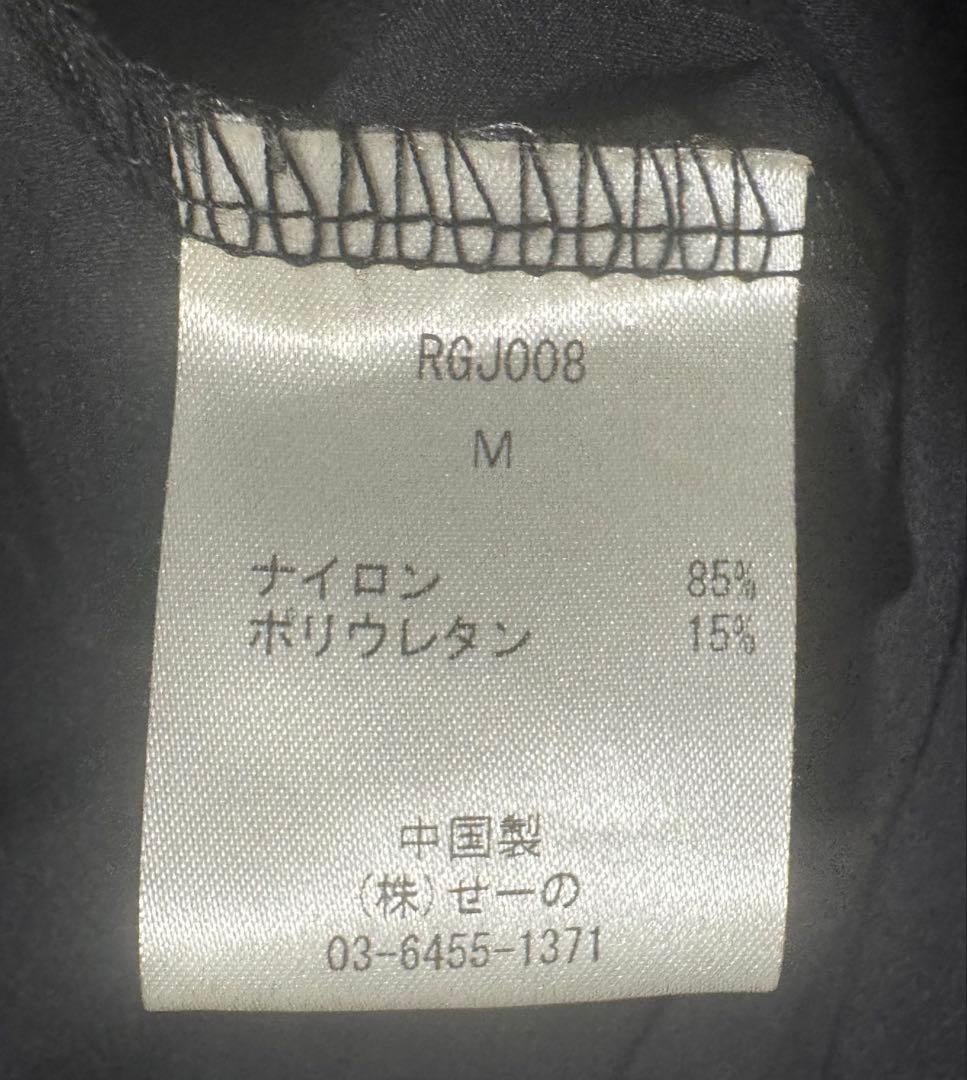 RGJ008
M
ナイロン 85%
ポリウレタン 15%
中国製
(株)せーの
03-6455-1371